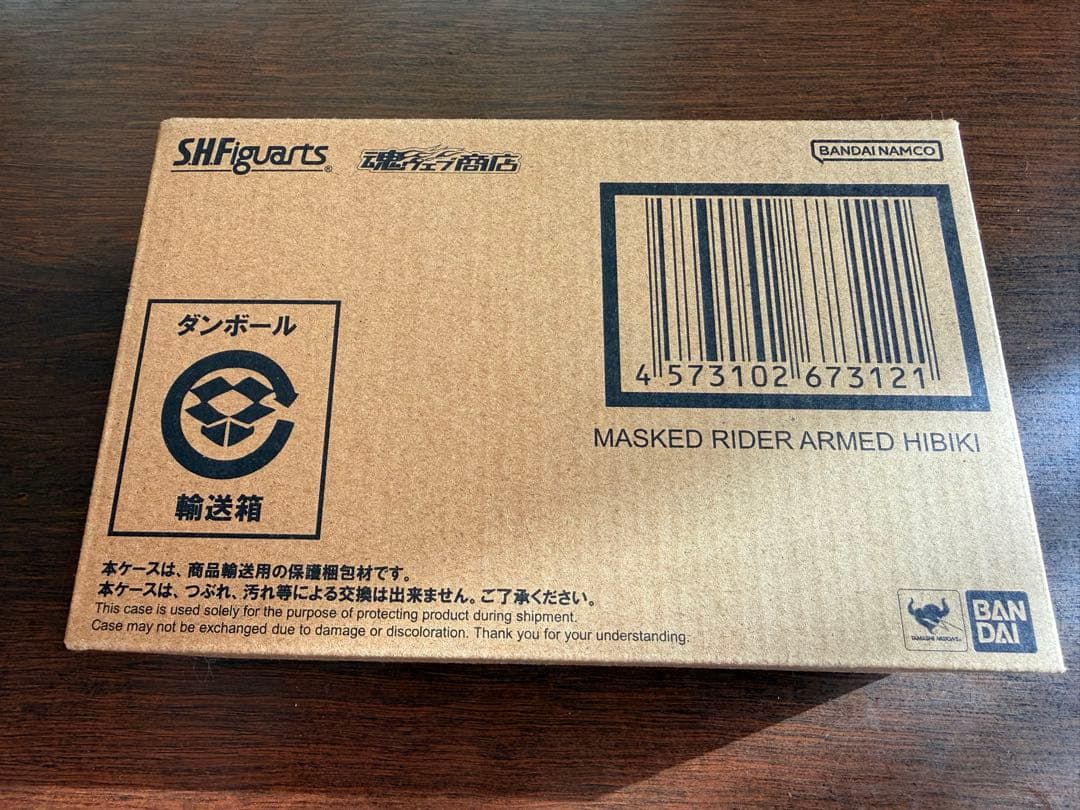 S.H.Figuarts®
魂ウェブ商店
BANDAI NAMCO
4 573102 673121
MASKED RIDER ARMED HIBIKI
ダンボール
輸送箱
本ケースは、商品輸送用の保護梱包材です。
本ケースは、つぶれ、汚れ等による交換は出来ません。ご了承ください。
This case is used solely for the purpose of protecting product during shipment.
Case may not be exchanged due to damage or discoloration. Thank you for your understanding.
TAMASHII NATIONS
BAN
DAI